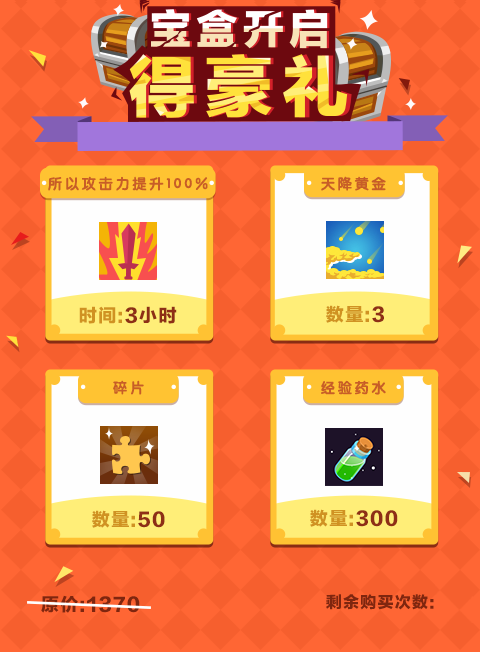 宝盒开启
得豪礼
所以攻击力提升100%
天降黄金
时间:3小时
数量:3
碎片
经验药水
数量:50
数量:300
原价:1370
剩余购买次数: